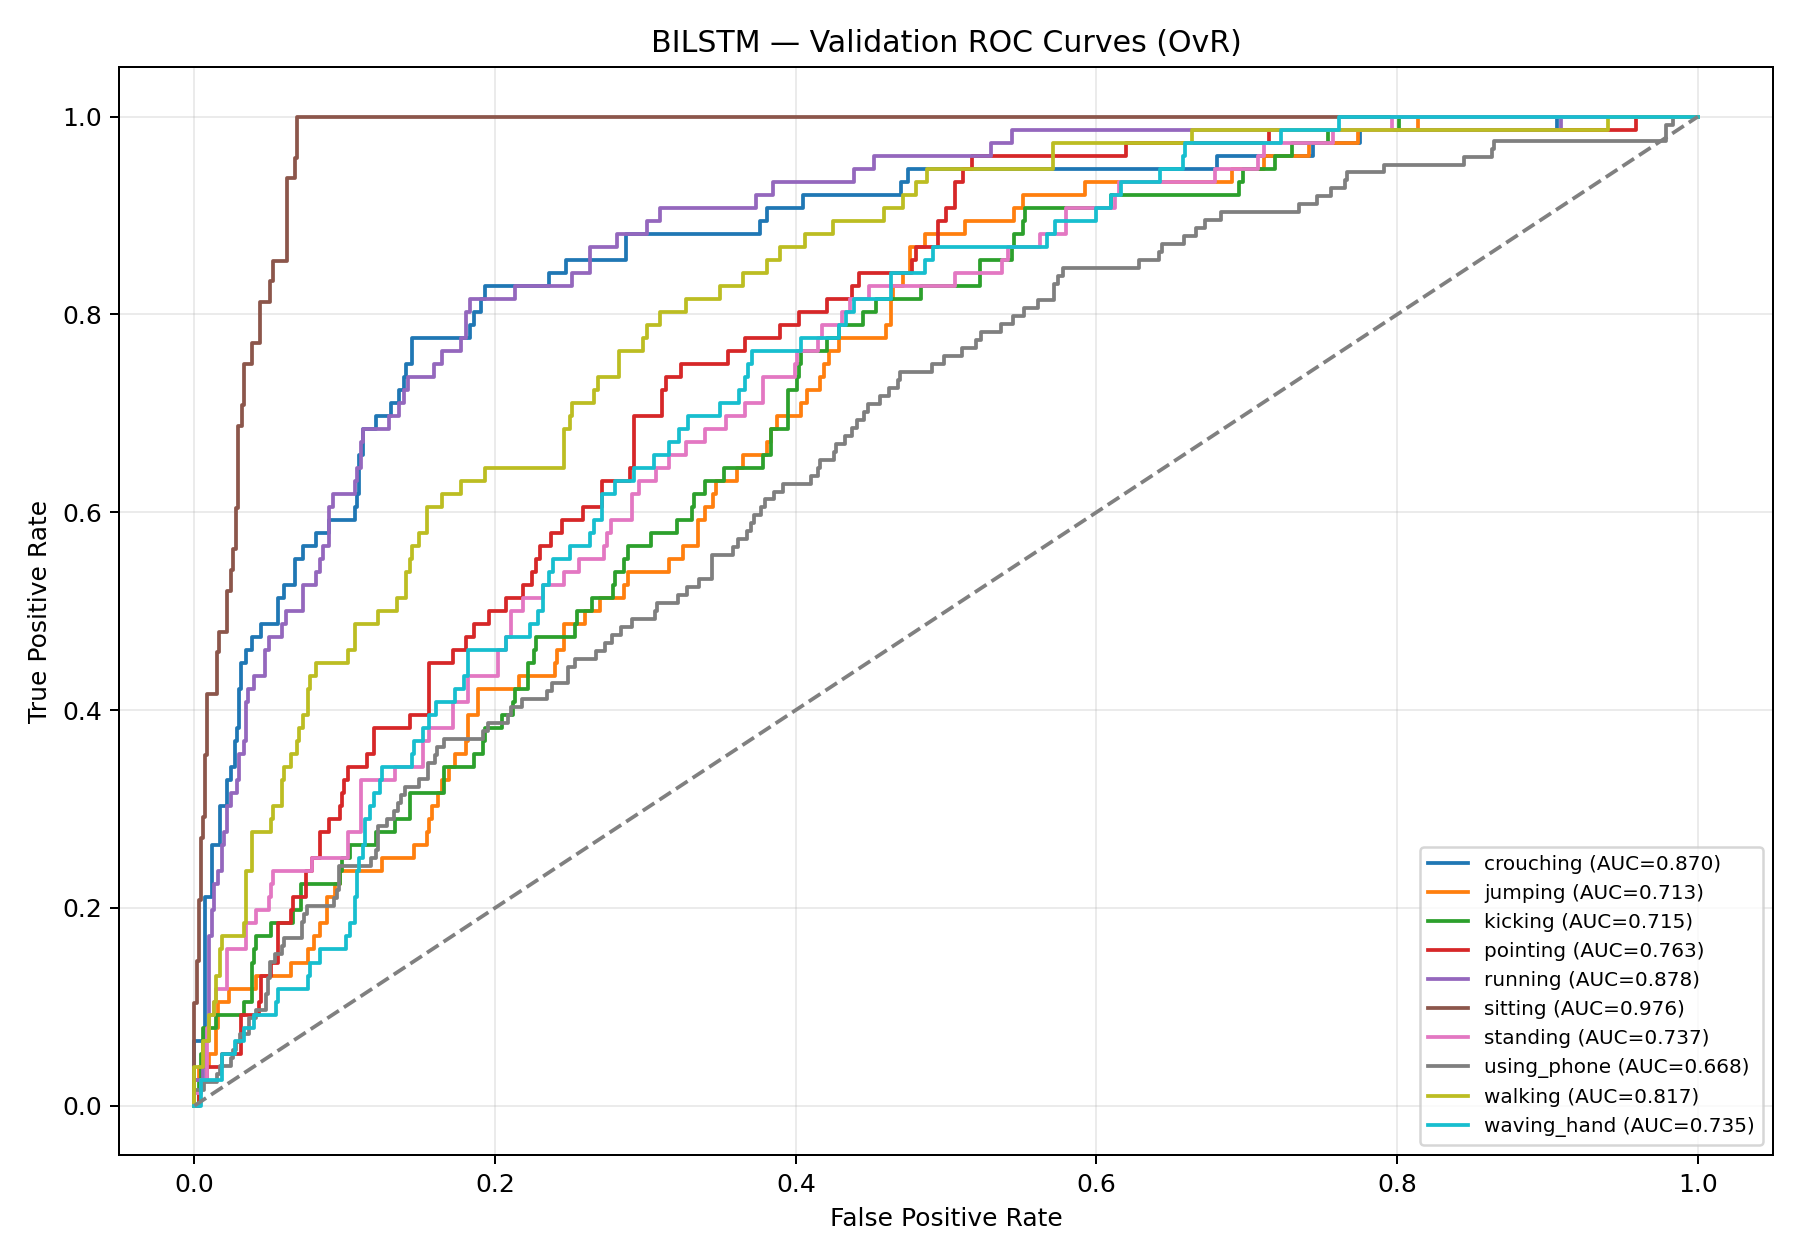 BILSTM — Validation ROC Curves (OvR)
True Positive Rate
1.0
0.8
0.6
0.4
0.2
0.0
crouching (AUC=0.870)
jumping (AUC=0.713)
kicking (AUC=0.715)
pointing (AUC=0.763)
running (AUC=0.878)
sitting (AUC=0.976)
standing (AUC=0.737)
using_phone (AUC=0.668)
walking (AUC=0.817)
waving_hand (AUC=0.735)
0.0 0.2 0.4 0.6 0.8 1.0
False Positive Rate